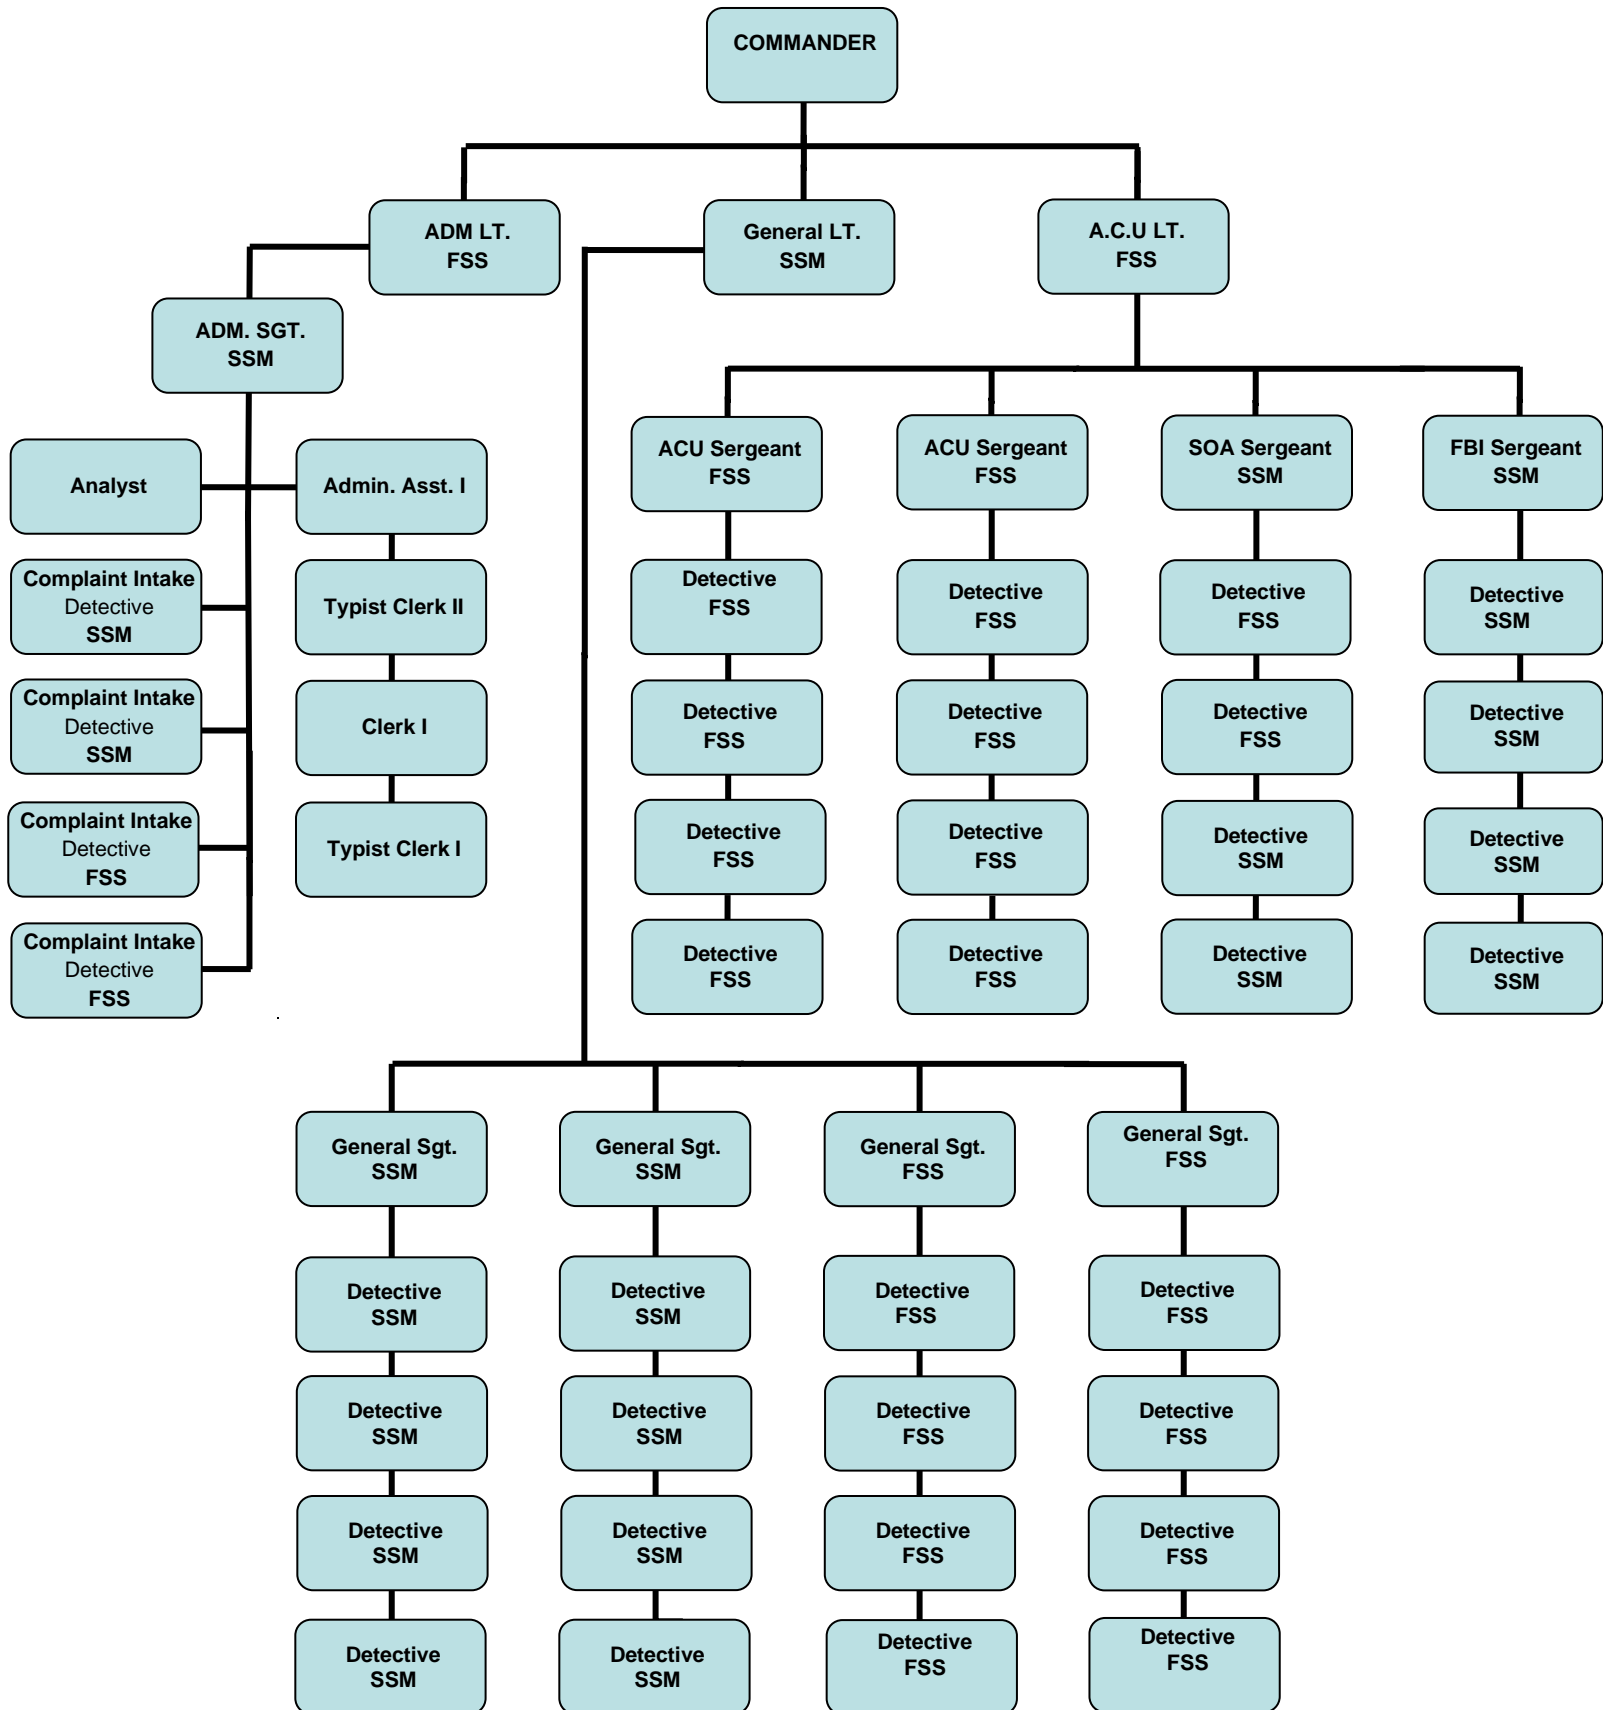 COMMANDER
ADM LT.
FSS
General LT.
SSM
A.C.U LT.
FSS
ADM. SGT.
SSM
Analyst
Admin. Asst. I
Complaint Intake
Detective
SSM
Typist Clerk II
Complaint Intake
Detective
SSM
Clerk I
Complaint Intake
Detective
FSS
Typist Clerk I
Complaint Intake
Detective
FSS
ACU Sergeant
FSS
Detective
FSS
Detective
FSS
Detective
FSS
Detective
FSS
ACU Sergeant
FSS
Detective
FSS
Detective
FSS
Detective
FSS
Detective
FSS
SOA Sergeant
SSM
Detective
FSS
Detective
FSS
Detective
SSM
Detective
SSM
FBI Sergeant
SSM
Detective
SSM
Detective
SSM
Detective
SSM
Detective
SSM
General Sgt.
SSM
Detective
SSM
Detective
SSM
Detective
SSM
Detective
SSM
General Sgt.
SSM
Detective
SSM
Detective
SSM
Detective
SSM
Detective
SSM
General Sgt.
FSS
Detective
FSS
Detective
FSS
Detective
FSS
Detective
FSS
General Sgt.
FSS
Detective
FSS
Detective
FSS
Detective
FSS
Detective
FSS